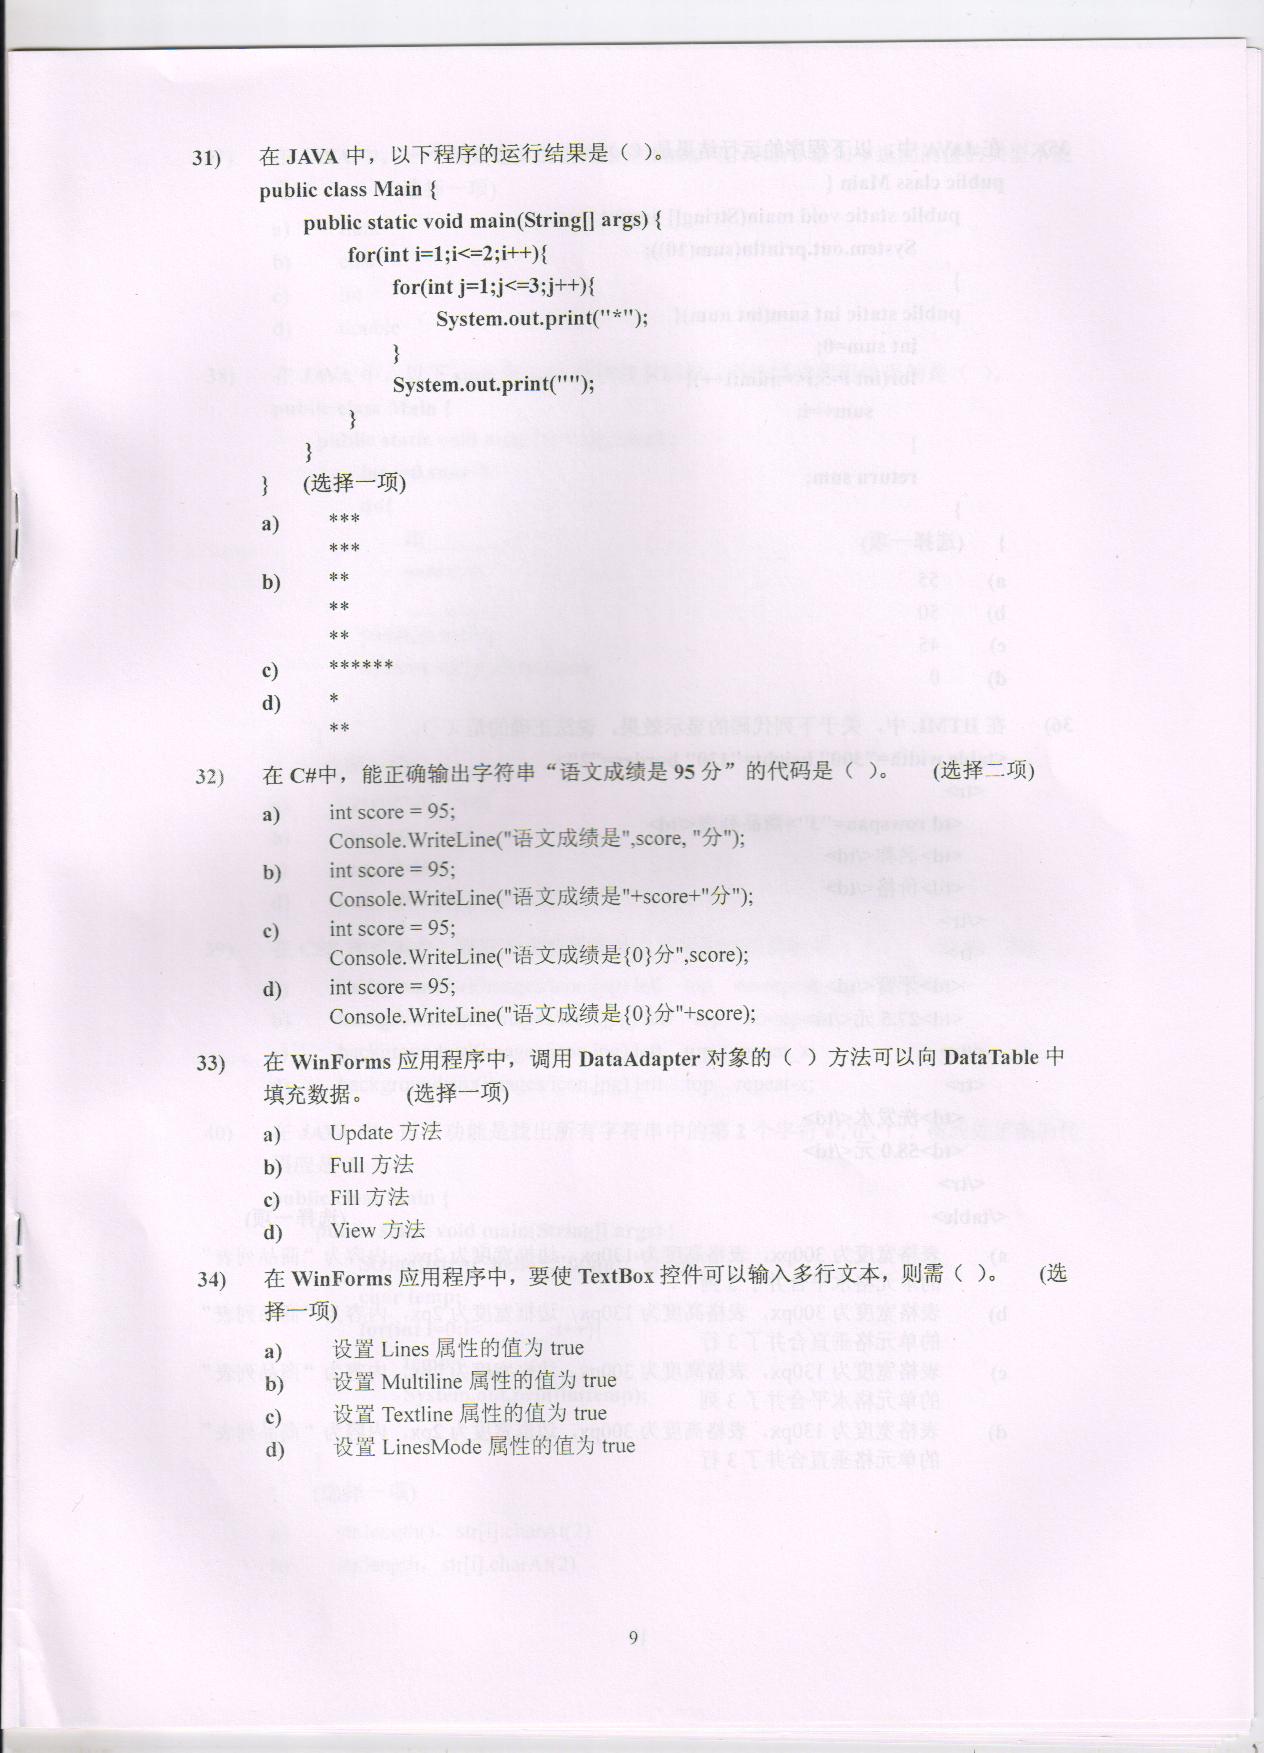 31) 在 JAVA 中，以下程序的运行结果是（ ）。
public class Main {
public static void main(String[] args) {
for(int i=1;i<=2;i++){
for(int j=1;j<=3;j++){
System.out.print("*");
}
System.out.print("");
}
}
} (选择一项)
a) ***
***
b) **
**
**
c) ******
d) *
**
32) 在 C#中，能正确输出字符串“语文成绩是 95 分”的代码是（ ）。 (选择二项)
a) int score = 95;
Console.WriteLine("语文成绩是",score, "分");
b) int score = 95;
Console.WriteLine("语文成绩是"+score+"分");
c) int score = 95;
Console.WriteLine("语文成绩是{0}分",score);
d) int score = 95;
Console.WriteLine("语文成绩是{0}分"+score);
33) 在 WinForms 应用程序中，调用 DataAdapter 对象的（ ）方法可以向 DataTable 中
填充数据。 (选择一项)
a) Update 方法
b) Full 方法
c) Fill 方法
d) View 方法
34) 在 WinForms 应用程序中，要使 TextBox 控件可以输入多行文本，则需（ ）。 (选
择一项)
a) 设置 Lines 属性的值为 true
b) 设置 Multiline 属性的值为 true
c) 设置 Textline 属性的值为 true
d) 设置 LinesMode 属性的值为 true
9